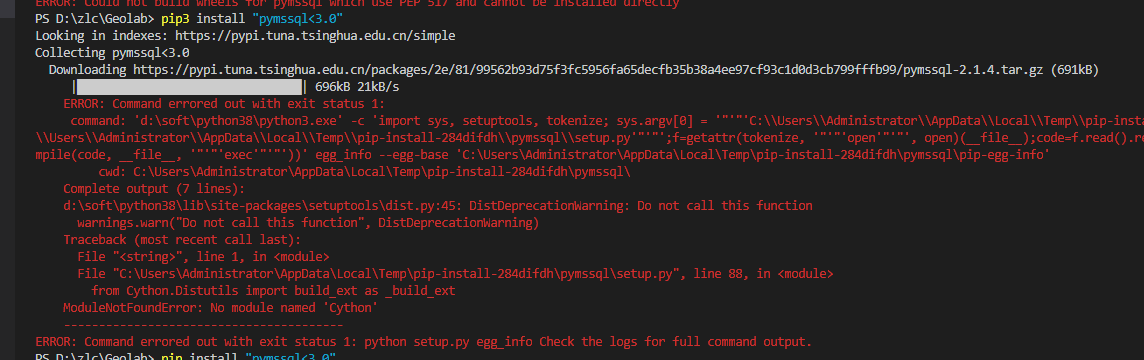 ERROR: Could not build wheels for pymssql which use PEP 517 and cannot be installed directly
PS D:\zlc\Geolab> pip3 install "pymssql<3.0"
Looking in indexes: https://pypi.tuna.tsinghua.edu.cn/simple
Collecting pymssql<3.0
Downloading https://pypi.tuna.tsinghua.edu.cn/packages/2e/81/99562b93d75f3fc5956fa65decfb35b38a4ee97cf93c1d0d3cb799fffb99/pymssql-2.1.4.tar.gz (691kB)
| | 696kB 21kB/s
ERROR: Command errored out with exit status 1:
command: 'd:\soft\python38\python3.exe' -c 'import sys, setuptools, tokenize; sys.argv[0] = '"'"'C:\\Users\\Administrator\\AppData\\Local\\Temp\\pip-insta
\\Users\\Administrator\\AppData\\Local\\Temp\\pip-install-284difdh\\pymssql\\setup.py'"'"';f=getattr(tokenize, '"'"'open'"'"', open)(__file__);code=f.read().re
mpile(code, __file__, '"'"'exec'"'"'))' egg_info --egg-base 'C:\Users\Administrator\AppData\Local\Temp\pip-install-284difdh\pymssql\pip-egg-info'
cwd: C:\Users\Administrator\AppData\Local\Temp\pip-install-284difdh\pymssql\
Complete output (7 lines):
d:\soft\python38\lib\site-packages\setuptools\dist.py:45: DistDeprecationWarning: Do not call this function
warnings.warn("Do not call this function", DistDeprecationWarning)
Traceback (most recent call last):
File "<string>", line 1, in <module>
File "C:\Users\Administrator\AppData\Local\Temp\pip-install-284difdh\pymssql\setup.py", line 88, in <module>
from Cython.Distutils import build_ext as _build_ext
ModuleNotFoundError: No module named 'Cython'
----------------------------------------
ERROR: Command errored out with exit status 1: python setup.py egg_info Check the logs for full command output.
PS D:\zlc\Geolab> pip install "pymssql<3.0"